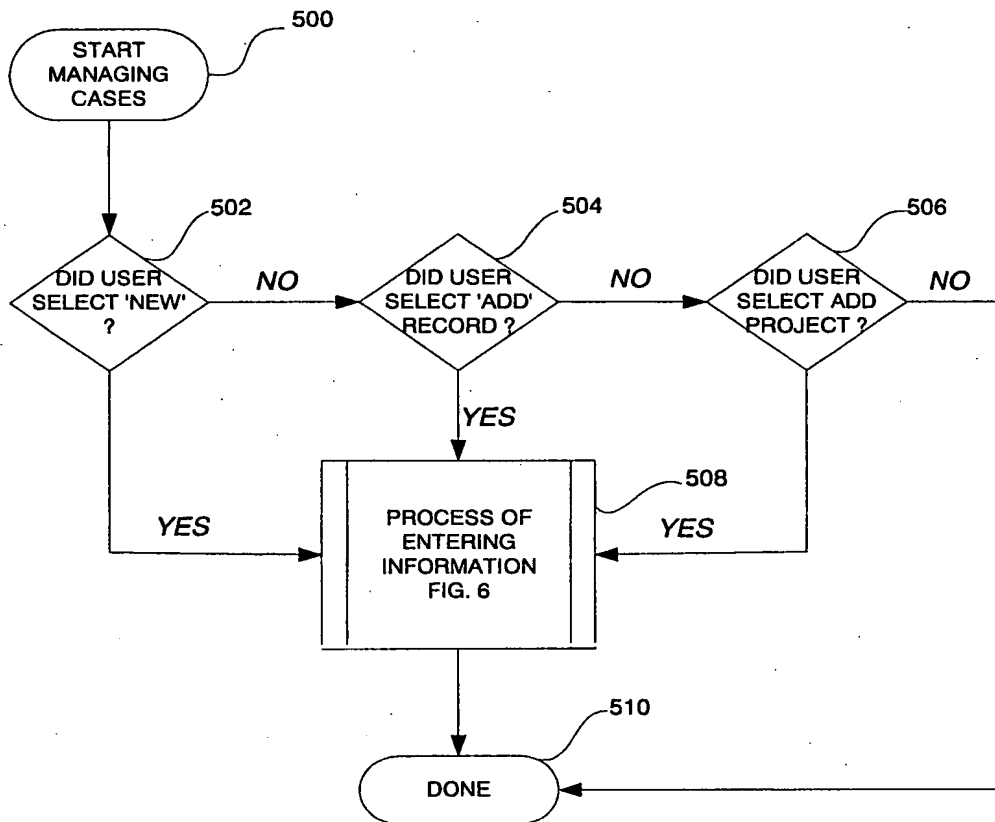 500
START
MANAGING
CASES
502
504
506
DID USER
SELECT 'NEW'
?
NO
DID USER
SELECT 'ADD'
RECORD ?
NO
DID USER
SELECT ADD
PROJECT ?
NO
YES
508
YES
PROCESS OF
ENTERING
INFORMATION
FIG. 6
YES
510
DONE